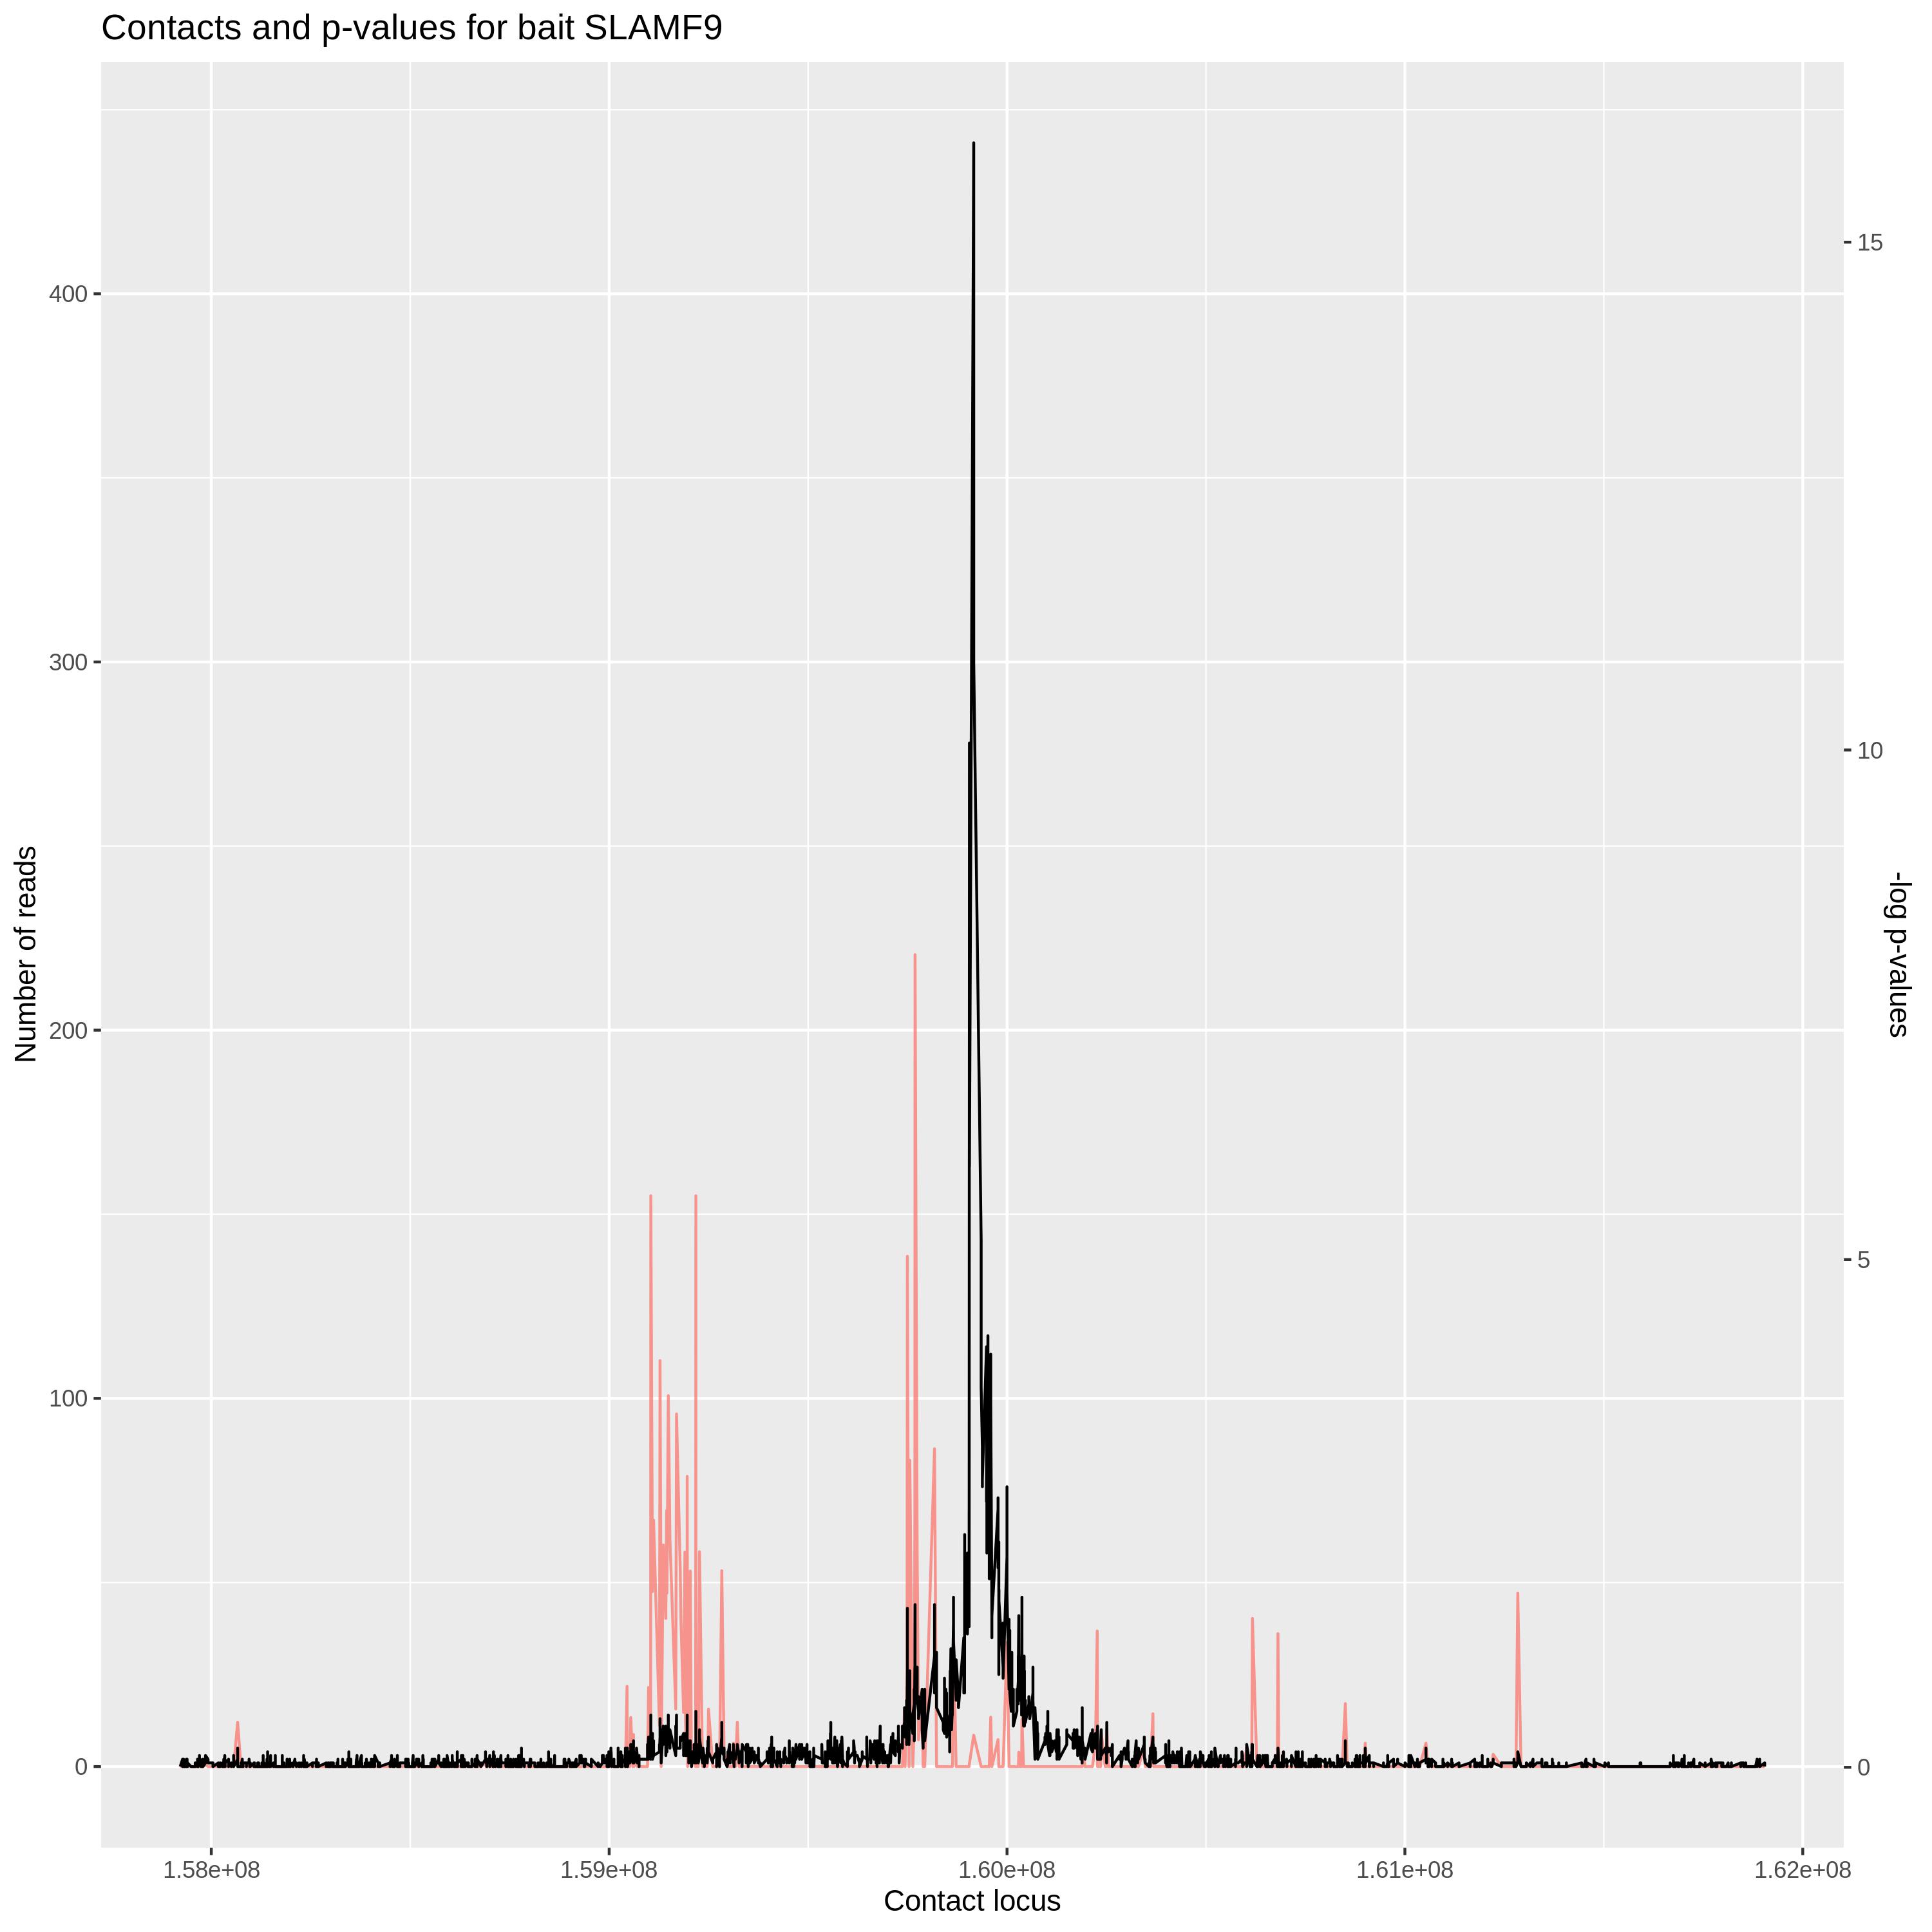 Contacts and p-values for bait SLAMF9
Number of reads
400
300
200
100
0
15
10
5
0
-log p-values
1.58e+08
1.59e+08
1.60e+08
1.61e+08
1.62e+08
Contact locus